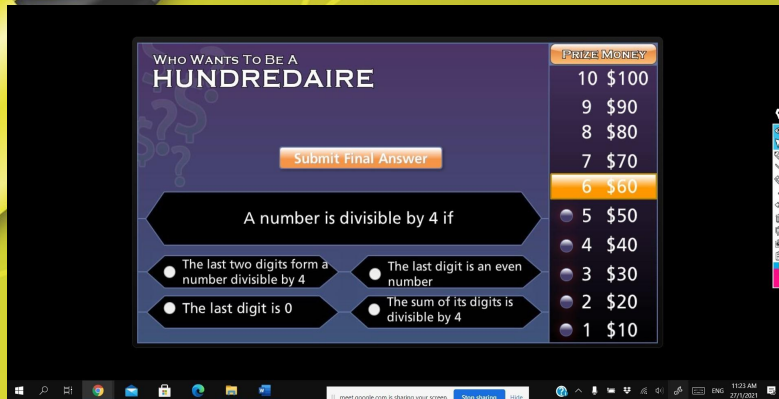 WHO WANTS TO BE A
HUNDREDAIRE
Submit Final Answer
A number is divisible by 4 if
The last two digits form a
number divisible by 4
The last digit is an even
number
The last digit is 0
The sum of its digits is
divisible by 4
PRIZE MONEY
10 $100
9 $90
8 $80
7 $70
6 $60
5 $50
4 $40
3 $30
2 $20
1 $10
meet.google.com is sharing your screen.
Stop sharing
Hide
ENG
11:23 AM
27/1/2021